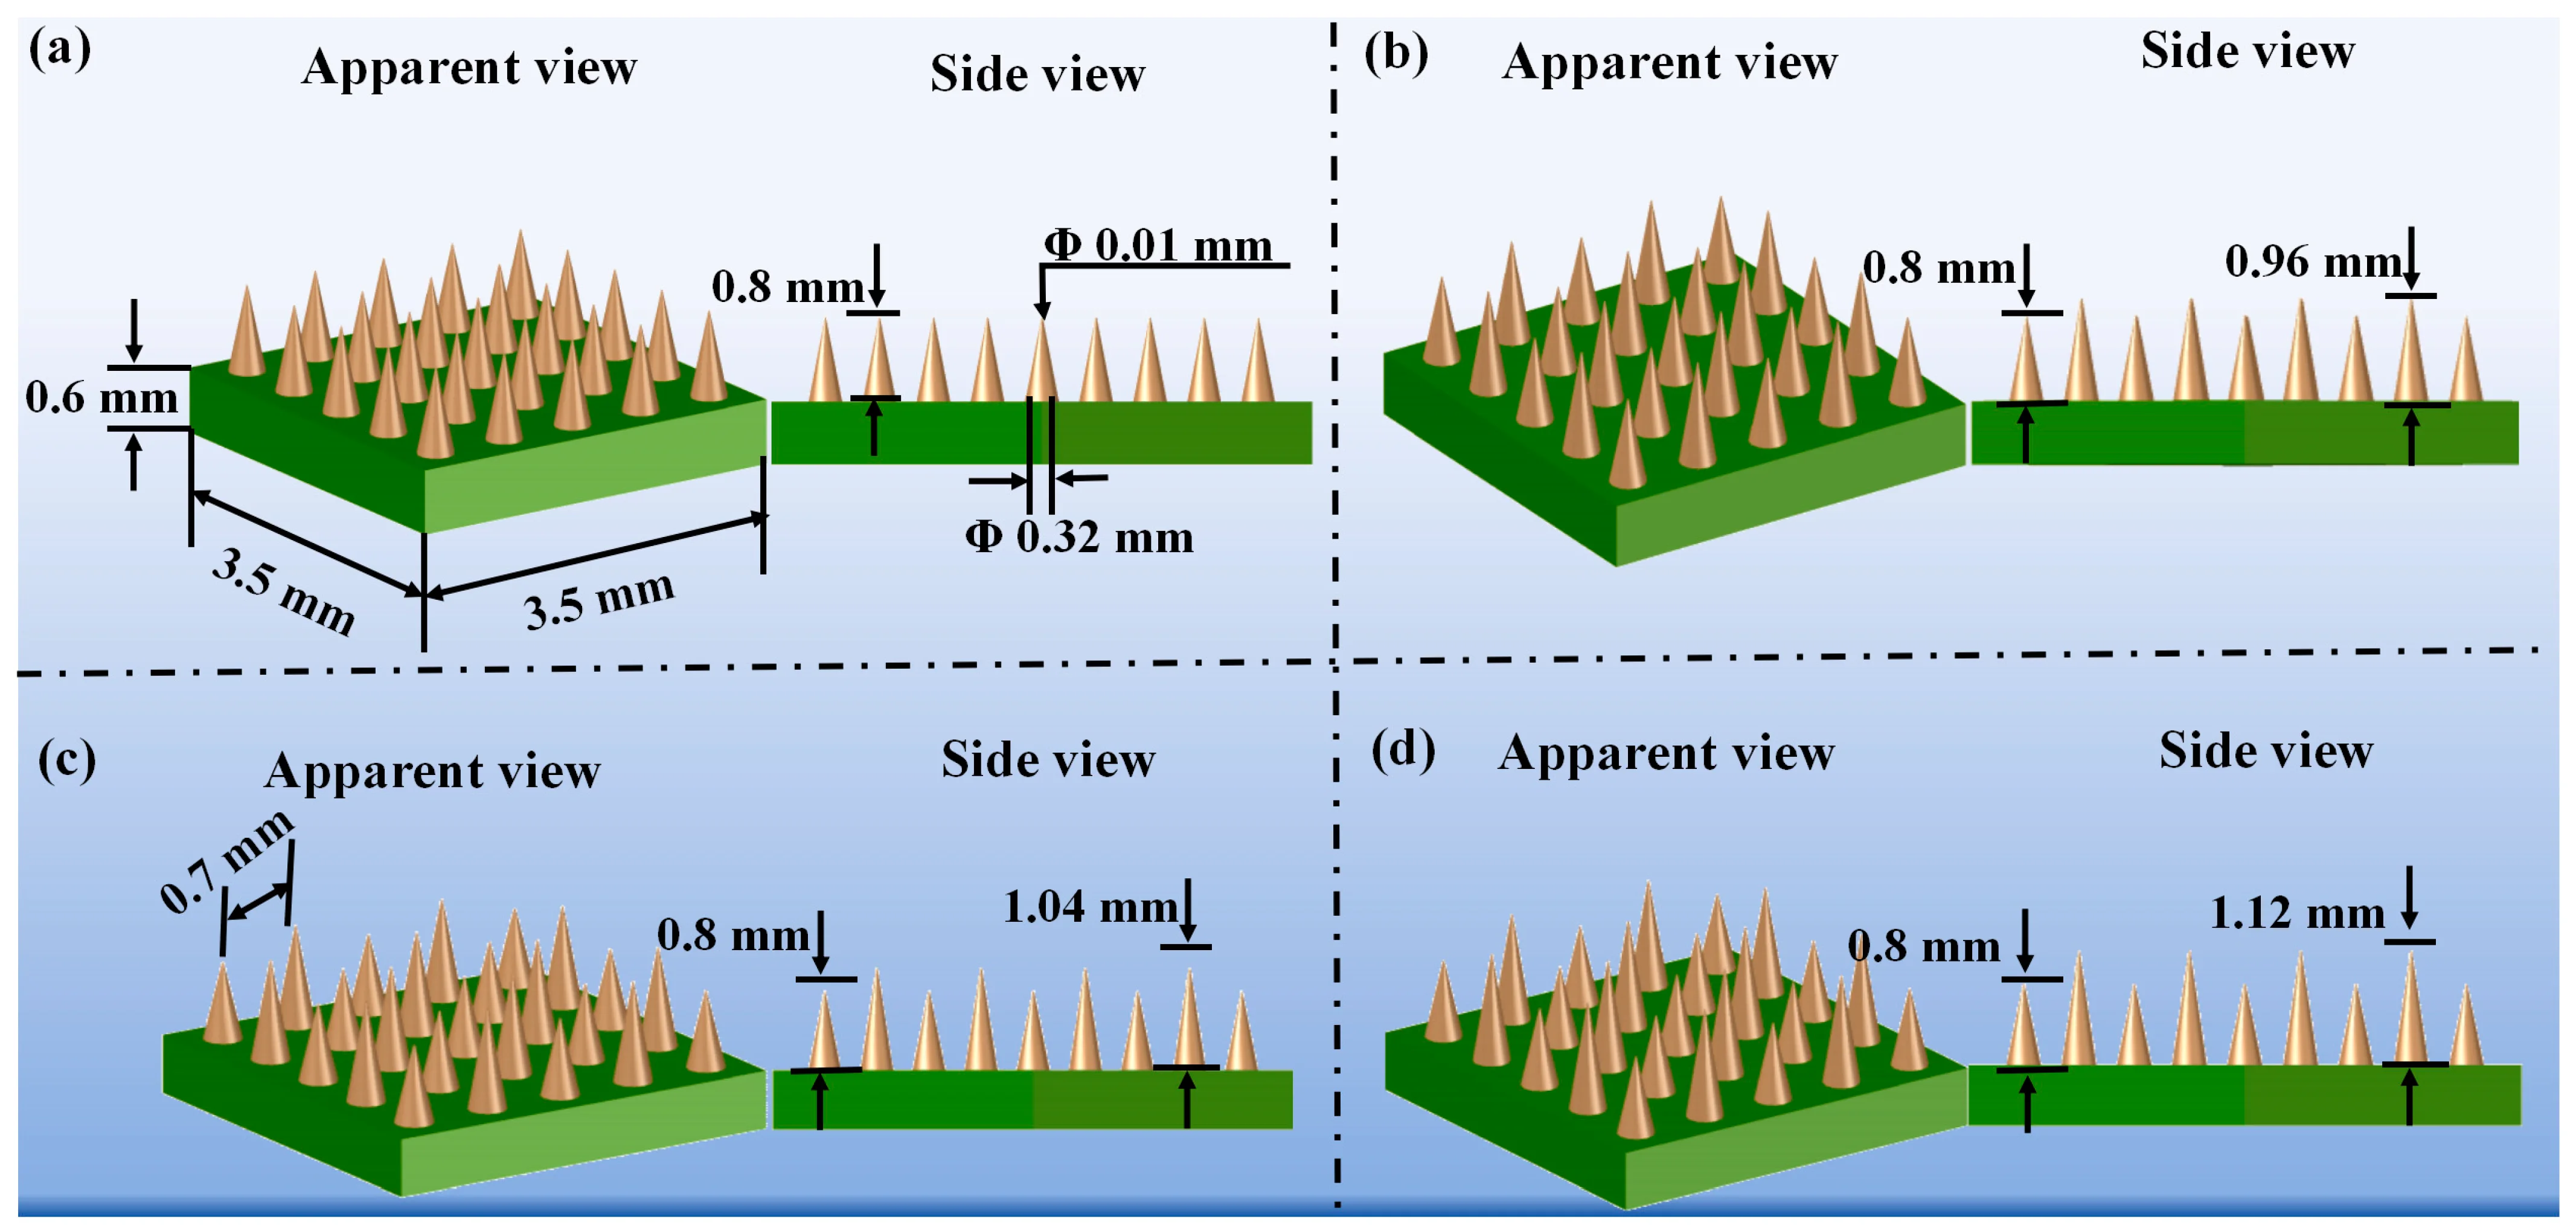 (a)
Apparent view
Side view
Φ 0.01 mm
0.8 mm
0.6 mm
Φ 0.32 mm
3.5 mm
3.5 mm
(b)
Apparent view
Side view
0.8 mm
0.96 mm
(c)
Apparent view
Side view
0.7 mm
0.8 mm
1.04 mm
(d)
Apparent view
Side view
0.8 mm
1.12 mm